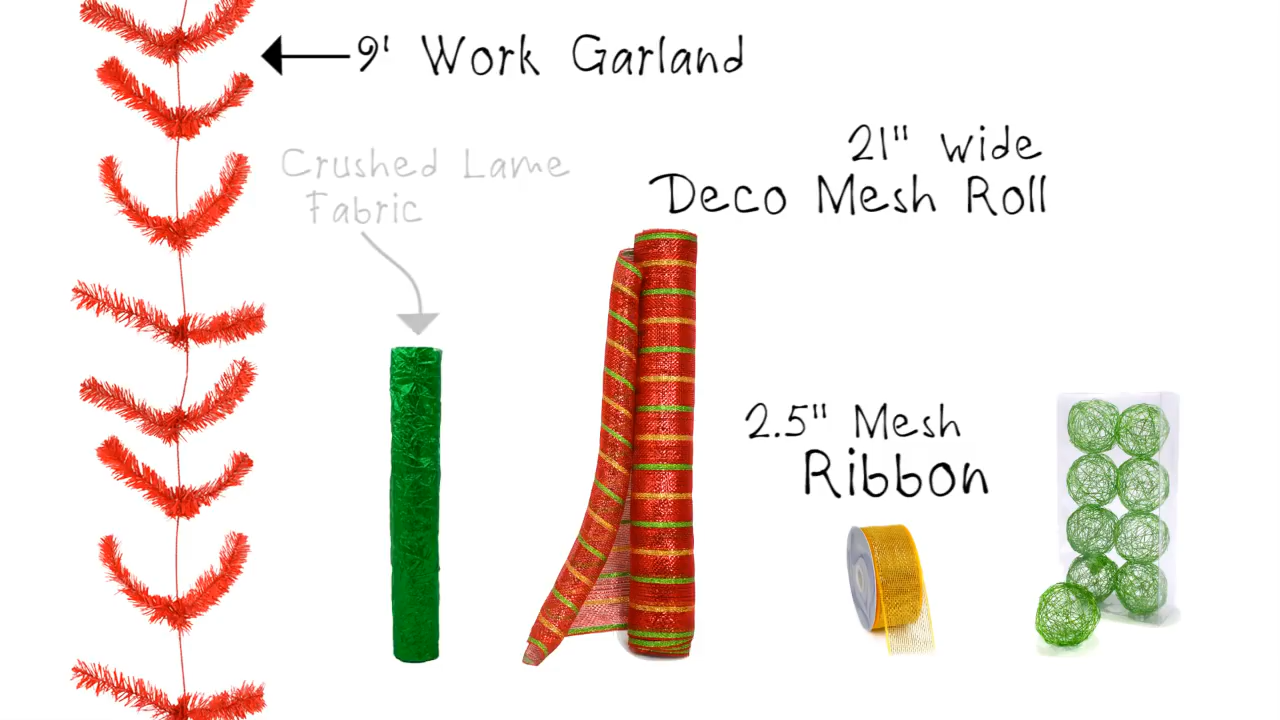 9' Work Garland
Crushed Lame
Fabric
21" wide
Deco Mesh Roll
2.5" Mesh
Ribbon